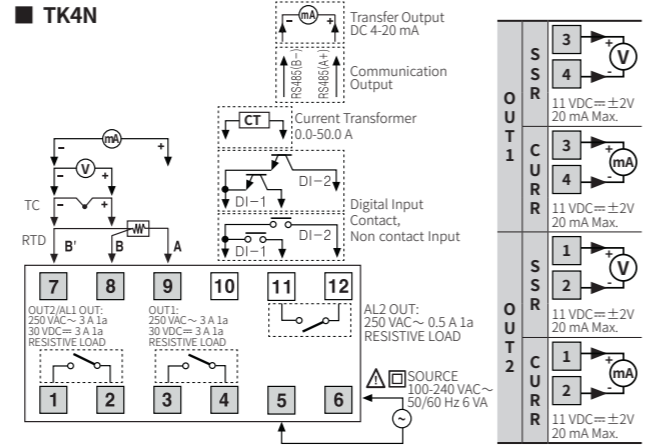 ■ TK4N
- mA +
Transfer Output
DC 4-20 mA
RS485(B-)
RS485(A+)
Communication
Output
CT
Current Transformer
0.0-50.0 A
DI-1
DI-2
Digital Input
Contact,
Non contact Input
DI-1
DI-2
- mA +
- V +
TC - +
RTD B' B A
7 8 9 10 11 12
OUT2/AL1 OUT:
250 VAC∼ 3 A 1a
30 VDC⎓ 3 A 1a
RESISTIVE LOAD
OUT1:
250 VAC∼ 3 A 1a
30 VDC⎓ 3 A 1a
RESISTIVE LOAD
AL2 OUT:
250 VAC∼ 0.5 A 1a
RESISTIVE LOAD
1 2 3 4 5 6
SOURCE
100-240 VAC∼
50/60 Hz 6 VA
OUT1
SSR
3 +
V
4 -
11 VDC⎓±2V
20 mA Max.
CURR
3 +
mA
4 -
11 VDC⎓±2V
20 mA Max.
OUT2
SSR
1 +
V
2 -
11 VDC⎓±2V
20 mA Max.
CURR
1 +
mA
2 -
11 VDC⎓±2V
20 mA Max.